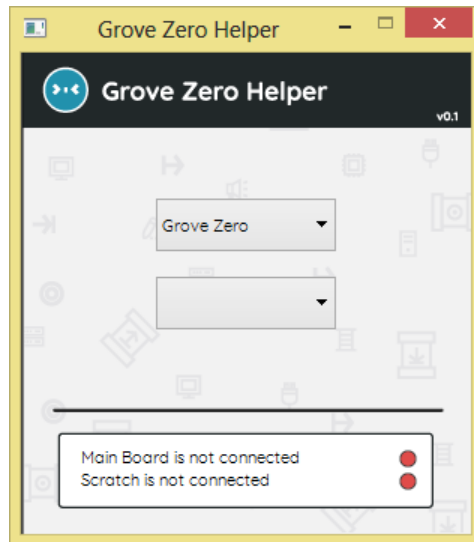 Grove Zero Helper
Grove Zero Helper
v0.1
Grove Zero
Main Board is not connected
Scratch is not connected